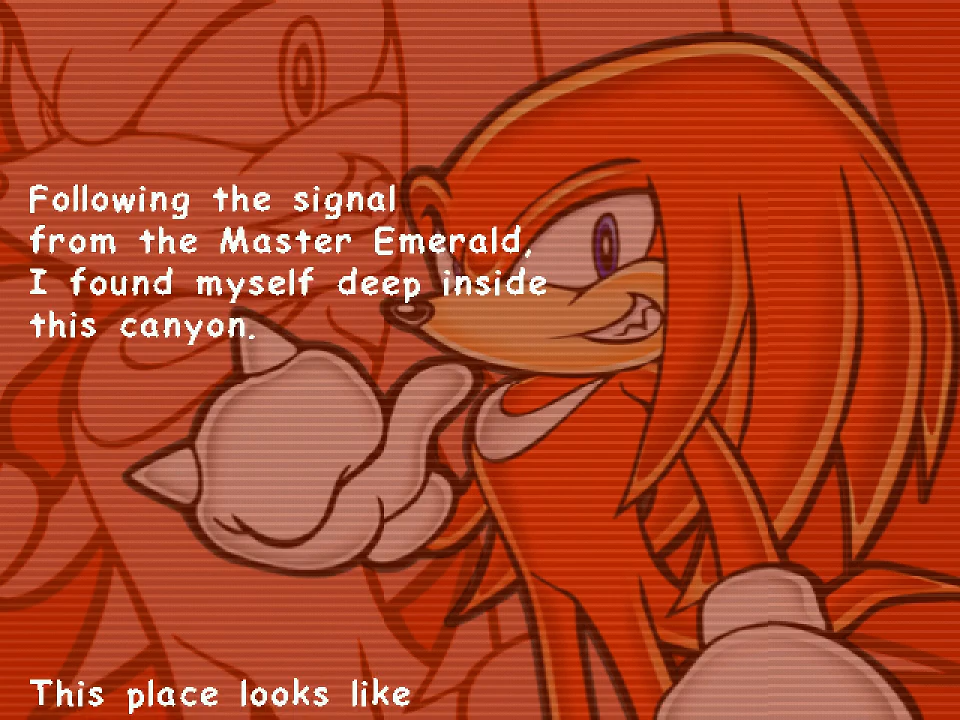 Following the signal
from the Master Emerald,
I found myself deep inside
this canyon.
This place looks like